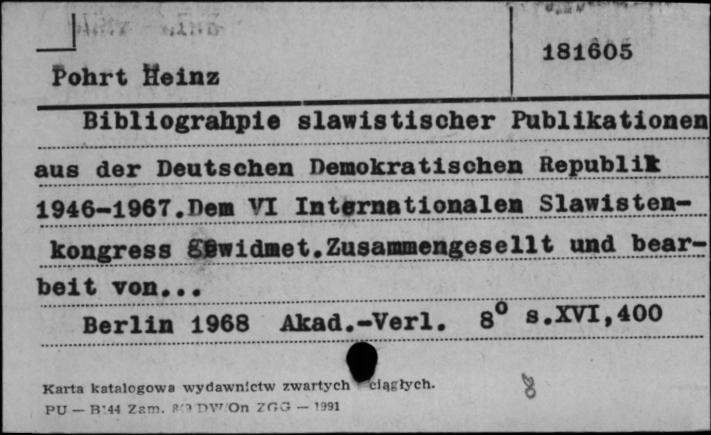 181605
Pohrt Heinz
Bibliograhpie slawistischer Publikationen
aus der Deutschen Demokratischen Republik
1946-1967.Dem VI Internationalen Slawisten-
kongress gewidmet.Zusammengesellt und bear-
beit von...
Berlin 1968 Akad.-Verl. 8° s.XVI,400
Karta katalogowa wydawnictw zwartych ciągłych.
PU — B144 Zam. DW/On ZGG — 1991
8